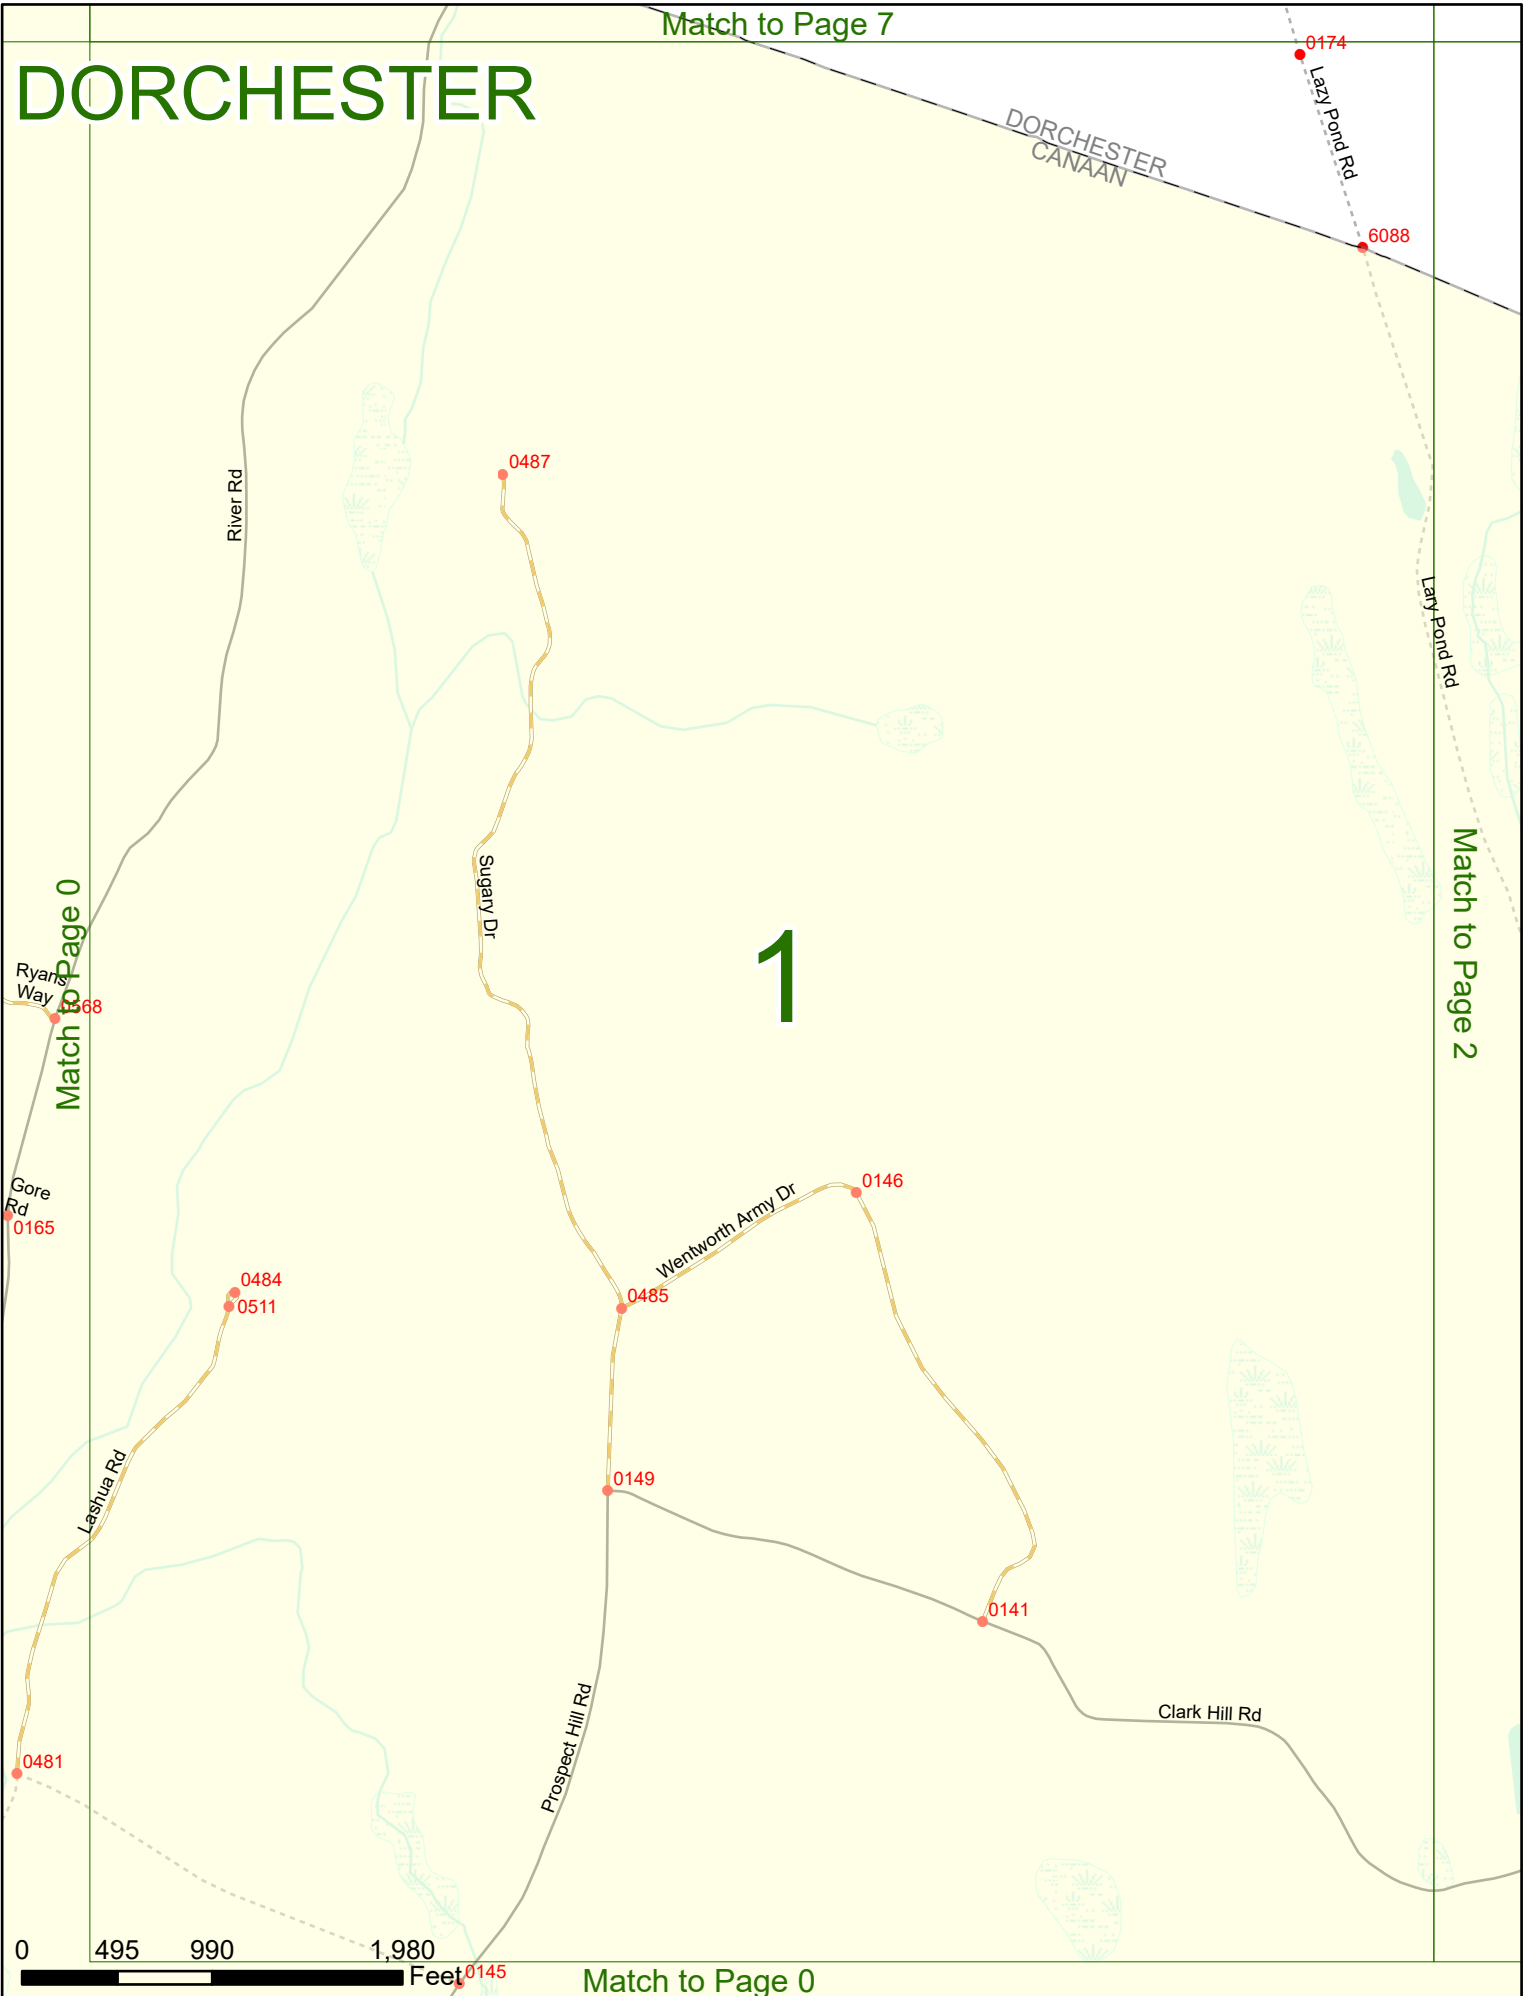 Match to Page 7
DORCHESTER
0174
Lazy Pond Rd
DORCHESTER
CANAAN
6088
0487
River Rd
Lary Pond Rd
Sugary Dr
Match to Page 0
Match to Page 2
1
Ryans
Way
0568
Gore
Rd
0165
Wentworth Army Dr
0146
0484
0511
0485
Lashua Rd
0149
0141
Prospect Hill Rd
Clark Hill Rd
0481
0 495 990 1,980
Feet
0145
Match to Page 0